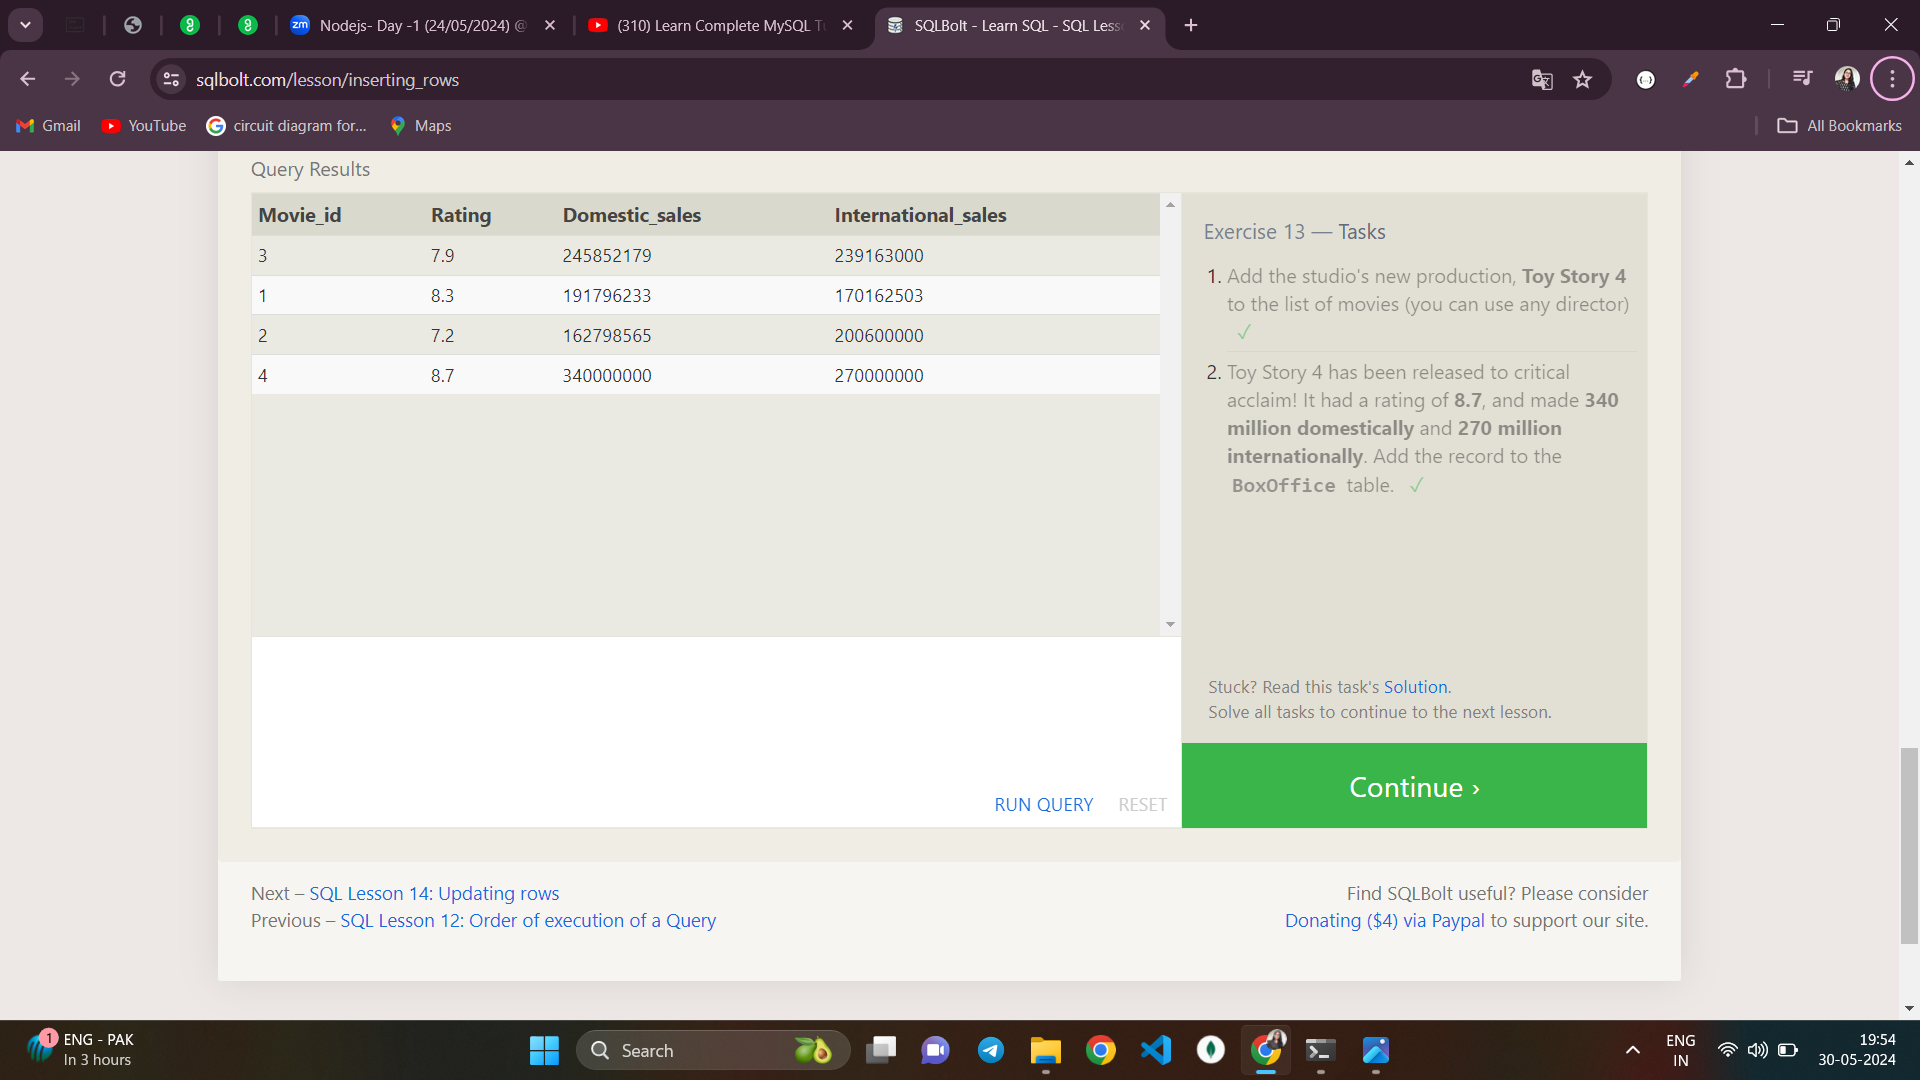 zm Nodejs- Day -1 (24/05/2024) @
(310) Learn Complete MySQL Tu
SQLBolt - Learn SQL - SQL Less
sqlbolt.com/lesson/inserting_rows
Gmail YouTube circuit diagram for... Maps All Bookmarks
Query Results
Movie_id Rating Domestic_sales International_sales
3 7.9 245852179 239163000
1 8.3 191796233 170162503
2 7.2 162798565 200600000
4 8.7 340000000 270000000
Exercise 13 — Tasks
1. Add the studio's new production, Toy Story 4
to the list of movies (you can use any director)
✓
2. Toy Story 4 has been released to critical
acclaim! It had a rating of 8.7, and made 340
million domestically and 270 million
internationally. Add the record to the
BoxOffice table. ✓
Stuck? Read this task's Solution.
Solve all tasks to continue to the next lesson.
RUN QUERY RESET
Continue ›
Next – SQL Lesson 14: Updating rows
Previous – SQL Lesson 12: Order of execution of a Query
Find SQLBolt useful? Please consider
Donating ($4) via Paypal to support our site.
1
ENG - PAK
In 3 hours
Search
ENG
IN
19:54
30-05-2024